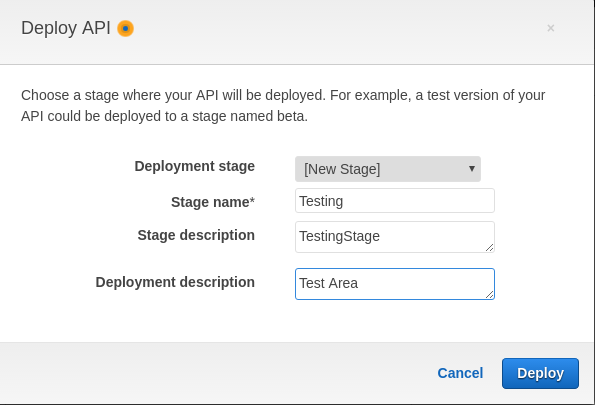 Deploy API
×
Choose a stage where your API will be deployed. For example, a test version of your
API could be deployed to a stage named beta.
Deployment stage [New Stage]
Stage name* Testing
Stage description TestingStage
Deployment description Test Area
Cancel Deploy